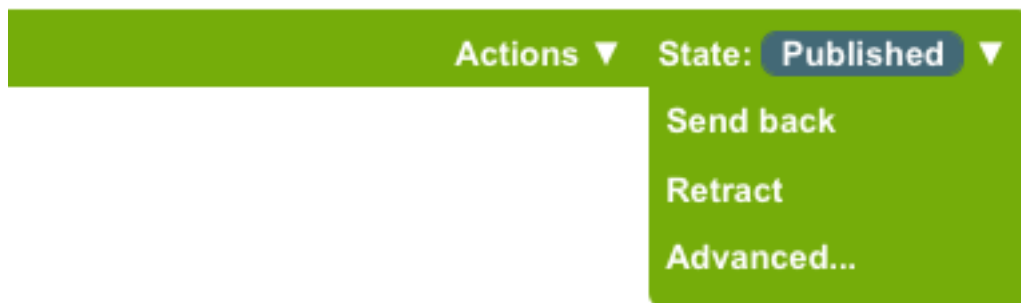 Actions ▼ State: Published ▼
Send back
Retract
Advanced...